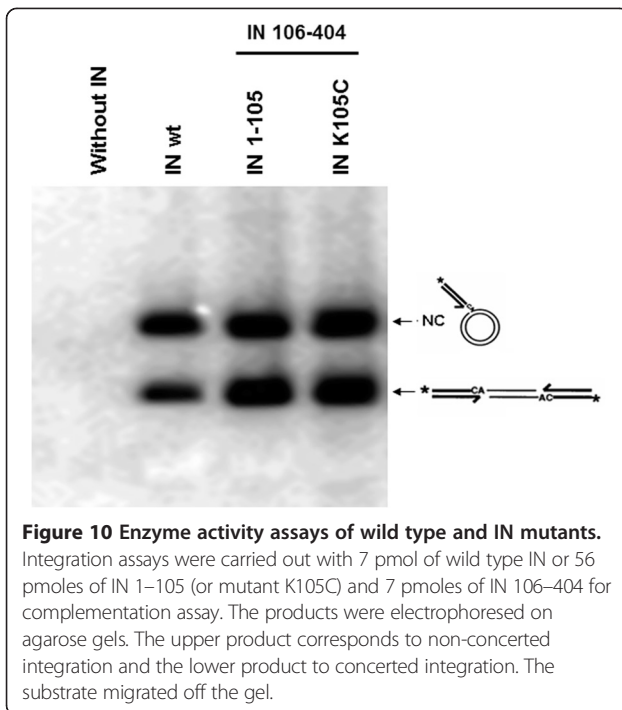 IN 106-404
Without IN
IN wt
IN 1-105
IN K105C
NC
CA
* CA
AC *
Figure 10 Enzyme activity assays of wild type and IN mutants.
Integration assays were carried out with 7 pmol of wild type IN or 56
pmoles of IN 1–105 (or mutant K105C) and 7 pmoles of IN 106–404 for
complementation assay. The products were electrophoresed on
agarose gels. The upper product corresponds to non-concerted
integration and the lower product to concerted integration. The
substrate migrated off the gel.